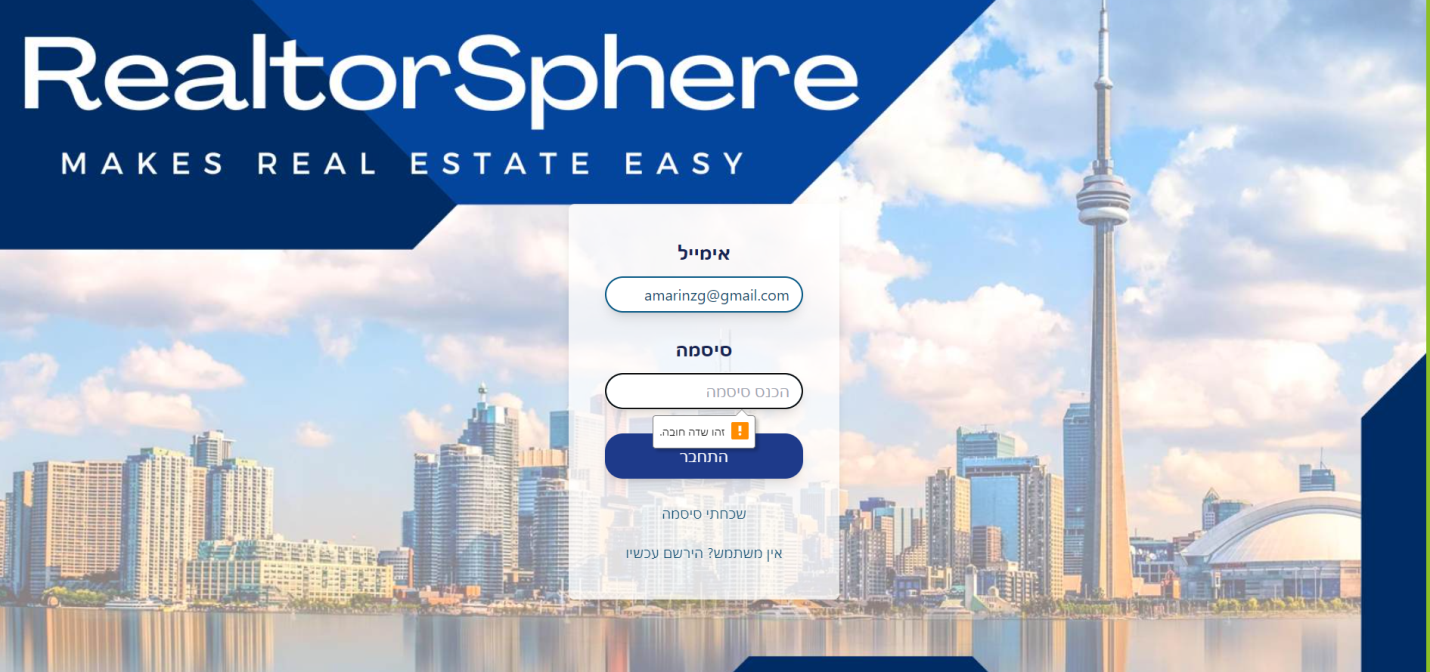 RealtorSphere
MAKES REAL ESTATE EASY
אימייל
amarinzg@gmail.com
סיסמה
הכנס סיסמה
זהו שדה חובה.
התחבר
שכחתי סיסמה
אין משתמש? הירשם עכשיו